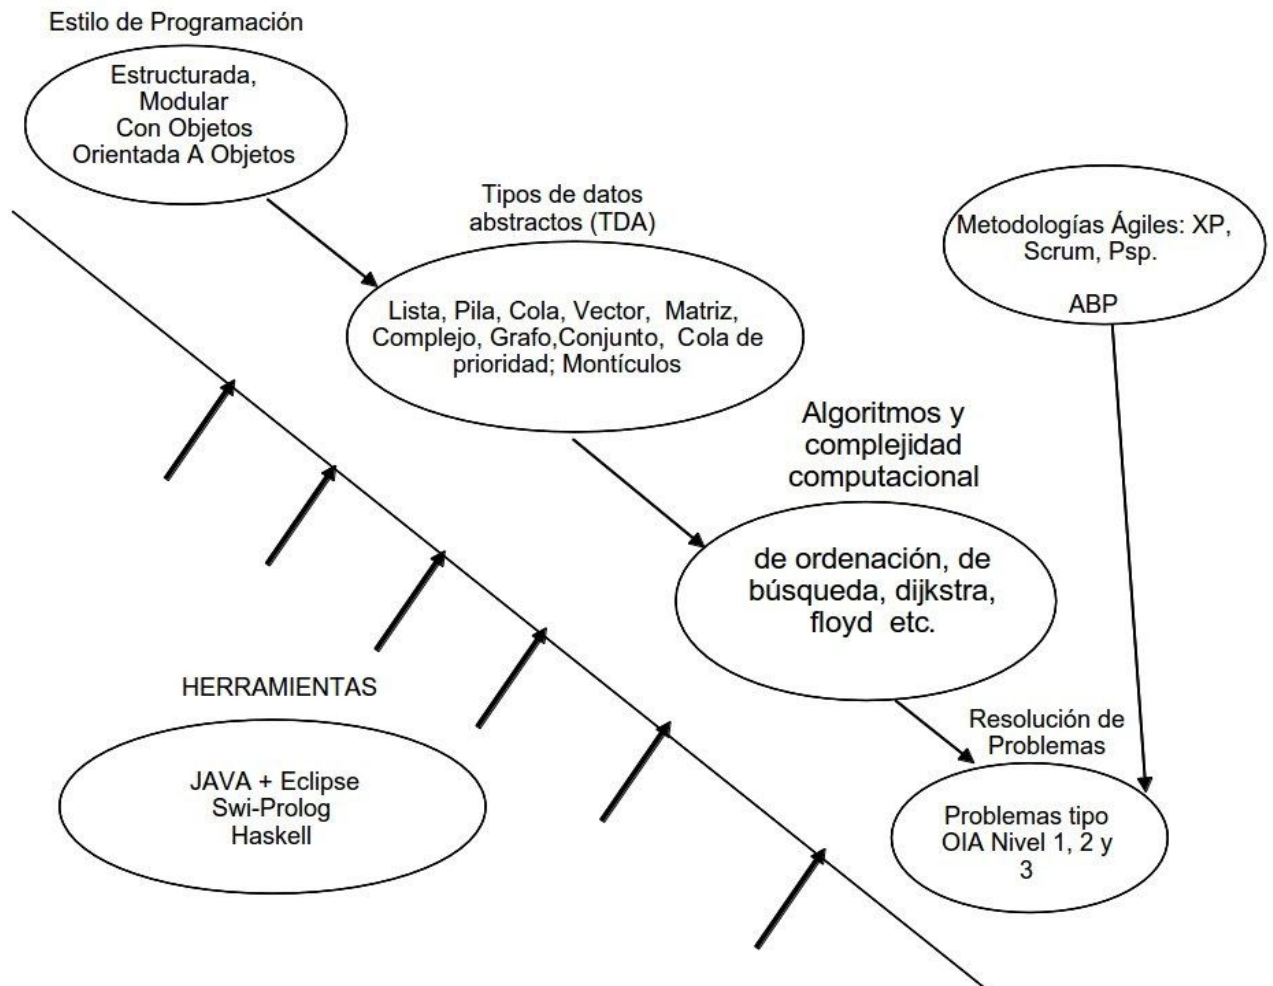 Estilo de Programación
Estructurada,
Modular
Con Objetos
Orientada A Objetos
Tipos de datos
abstractos (TDA)
Lista, Pila, Cola, Vector, Matriz,
Complejo, Grafo,Conjunto, Cola de
prioridad; Montículos
Metodologías Ágiles: XP,
Scrum, Psp.
ABP
Algoritmos y
complejidad
computacional
de ordenación, de
búsqueda, dijkstra,
floyd etc.
HERRAMIENTAS
JAVA + Eclipse
Swi-Prolog
Haskell
Resolución de
Problemas
Problemas tipo
OIA Nivel 1, 2 y
3